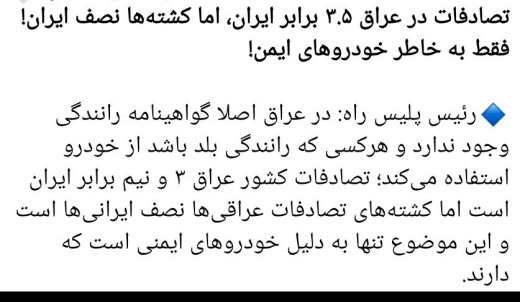 تصادفات در عراق ۳.۵ برابر ایران، اما کشته‌ها نصف ایران!
فقط به خاطر خودروهای ایمن!
🔷رئیس پلیس راه: در عراق اصلا گواهینامه رانندگی
وجود ندارد و هرکسی که رانندگی بلد باشد از خودرو
استفاده می‌کند؛ تصادفات کشور عراق ۳ و نیم برابر ایران
است اما کشته‌های تصادفات عراقی‌ها نصف ایرانی‌ها است
و این موضوع تنها به دلیل خودروهای ایمنی است که
دارند.